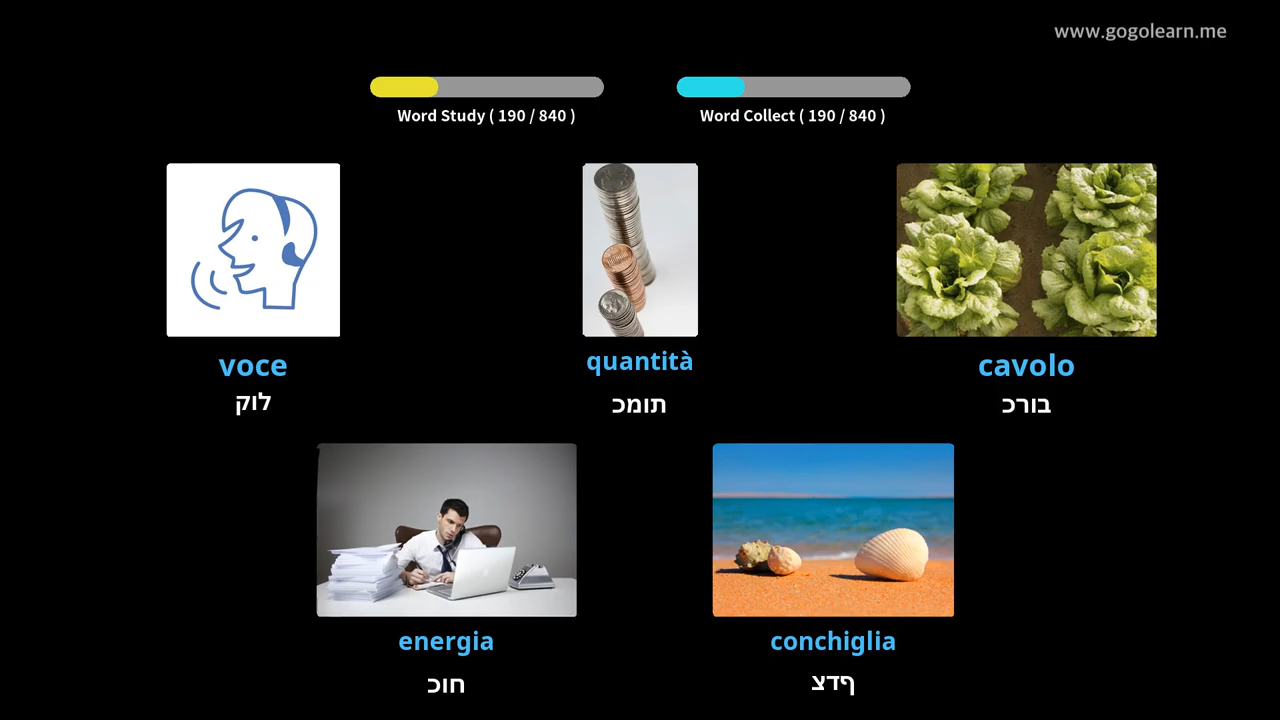 www.gogolearn.me
Word Study ( 190 / 840 )
Word Collect ( 190 / 840 )
voce
לוק
quantità
תומכ
cavolo
בורכ
energia
חוכ
conchiglia
ףדצ